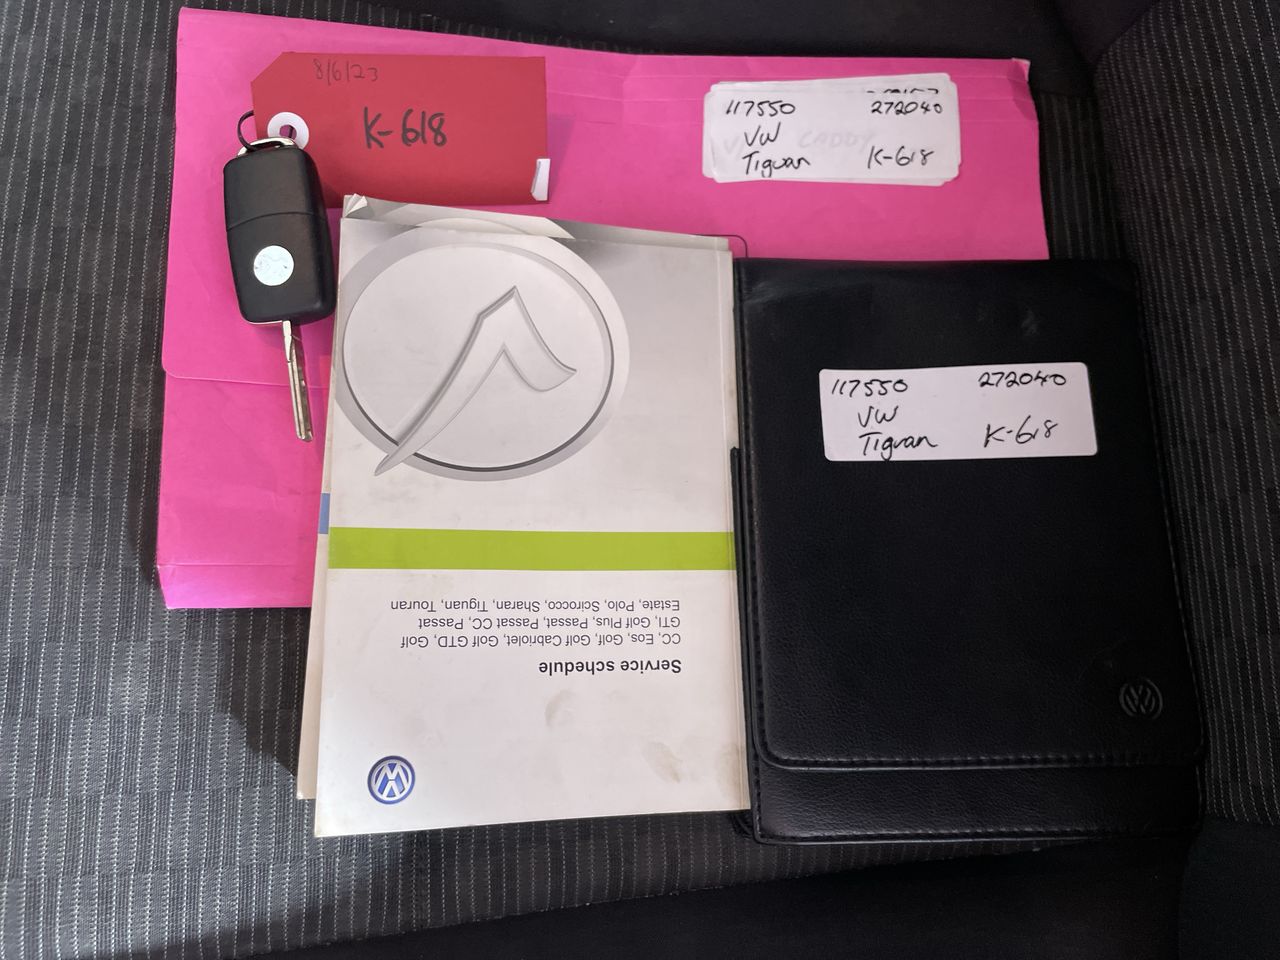 8/6/23
K-618
117550 272040
VW
Tiguan K-618
117550 272040
VW
Tiguan K-618
Service schedule
CC, Eos, Golf, Golf Cabriolet, Golf GTD, Golf
GTI, Golf Plus, Passat, Passat CC, Passat
Estate, Polo, Scirocco, Sharan, Tiguan, Touran